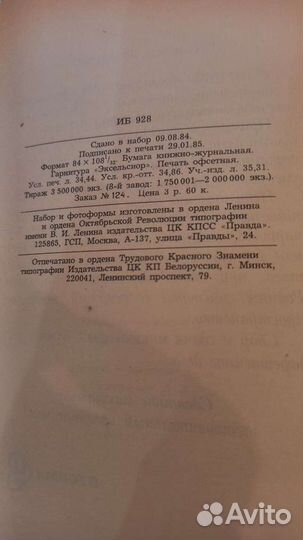 ИБ 928
Сдано в набор 09.08.84.
Подписано к печати 29.01.85.
Формат 84 × 108¹/₃₂. Бумага книжно-журнальная.
Гарнитура «Эксельсиор». Печать офсетная.
Усл. печ. л. 34,44. Усл. кр.-отт. 34,86. Уч.-изд. л. 35,31.
Тираж 3 500 000 экз. (8-й завод: 1 750 001—2 000 000 экз.).
Заказ № 124. Цена 3 р. 60 к.
Набор и фотоформы изготовлены в ордена Ленина
и ордена Октябрьской Революции типографии
имени В. И. Ленина издательства ЦК КПСС «Правда».
125865, ГСП, Москва, А-137, улица «Правды», 24.
Отпечатано в ордена Трудового Красного Знамени
типографии Издательства ЦК КП Белоруссии, г. Минск,
220041, Ленинский проспект, 79.
Avito